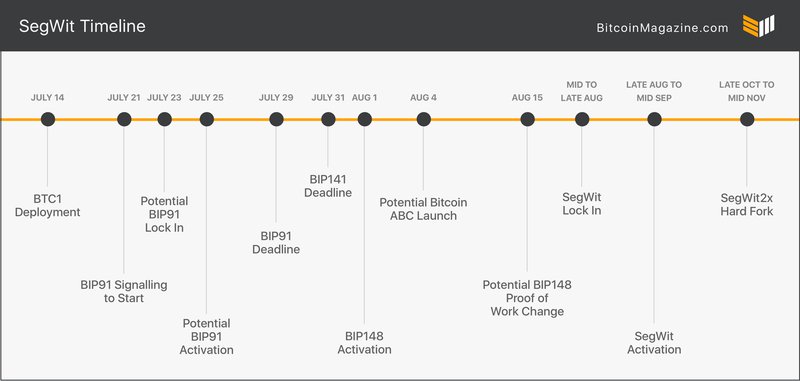 SegWit Timeline
BitcoinMagazine.com
JULY 14
JULY 21
JULY 23
JULY 25
JULY 29
JULY 31
AUG 1
AUG 4
AUG 15
MID TO
LATE AUG
LATE AUG TO
MID SEP
LATE OCT TO
MID NOV
BTC1
Deployment
BIP91 Signalling
to Start
Potential
BIP91
Lock In
Potential
BIP91
Activation
BIP91
Deadline
BIP141
Deadline
BIP148
Activation
Potential Bitcoin
ABC Launch
Potential BIP148
Proof of
Work Change
SegWit
Lock In
SegWit
Activation
SegWit2x
Hard Fork